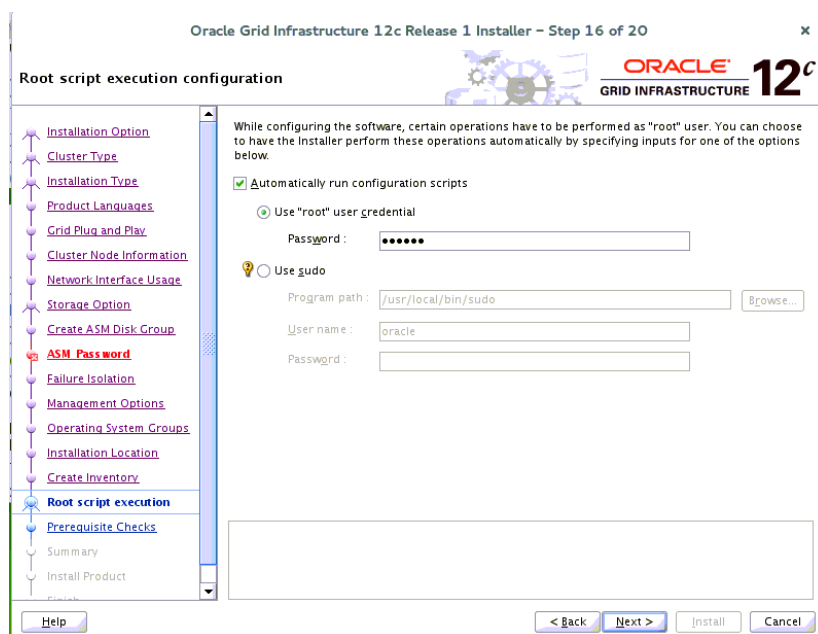 Oracle Grid Infrastructure 12c Release 1 Installer – Step 16 of 20
Root script execution configuration
ORACLE
GRID INFRASTRUCTURE
12c
Installation Option
Cluster Type
Installation Type
Product Languages
Grid Plug and Play
Cluster Node Information
Network Interface Usage
Storage Option
Create ASM Disk Group
ASM Password
Failure Isolation
Management Options
Operating System Groups
Installation Location
Create Inventory
Root script execution
Prerequisite Checks
Summary
Install Product
While configuring the software, certain operations have to be performed as "root" user. You can choose
to have the Installer perform these operations automatically by specifying inputs for one of the options
below.
Automatically run configuration scripts
Use "root" user credential
Password :
Use sudo
Program path : /usr/local/bin/sudo Browse...
User name : oracle
Password :
Help < Back Next > Install Cancel